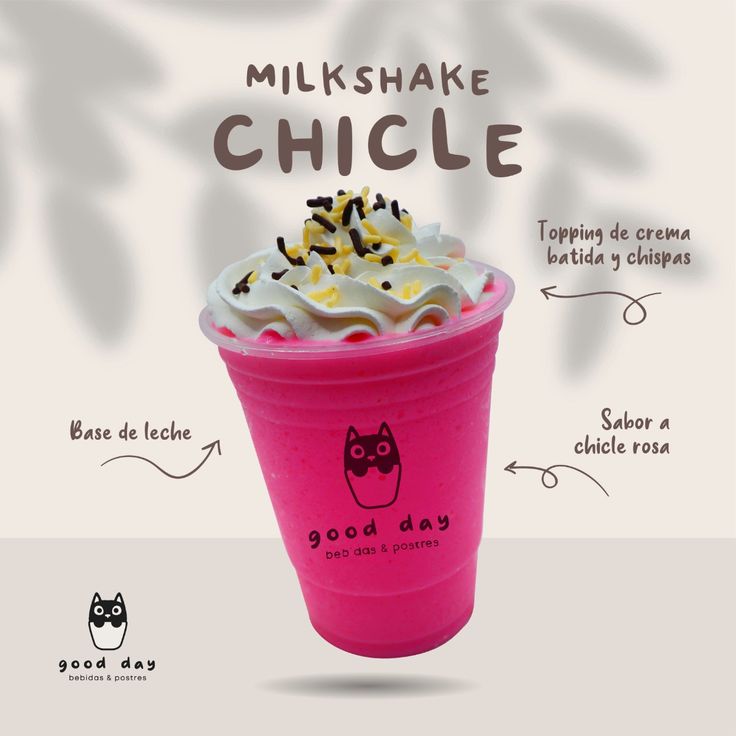 MILKSHAKE
CHICLE
Topping de crema
batida y chispas
Base de leche
Sabor a
chicle rosa
good day
beb das & postres
good day
bebidas & postres